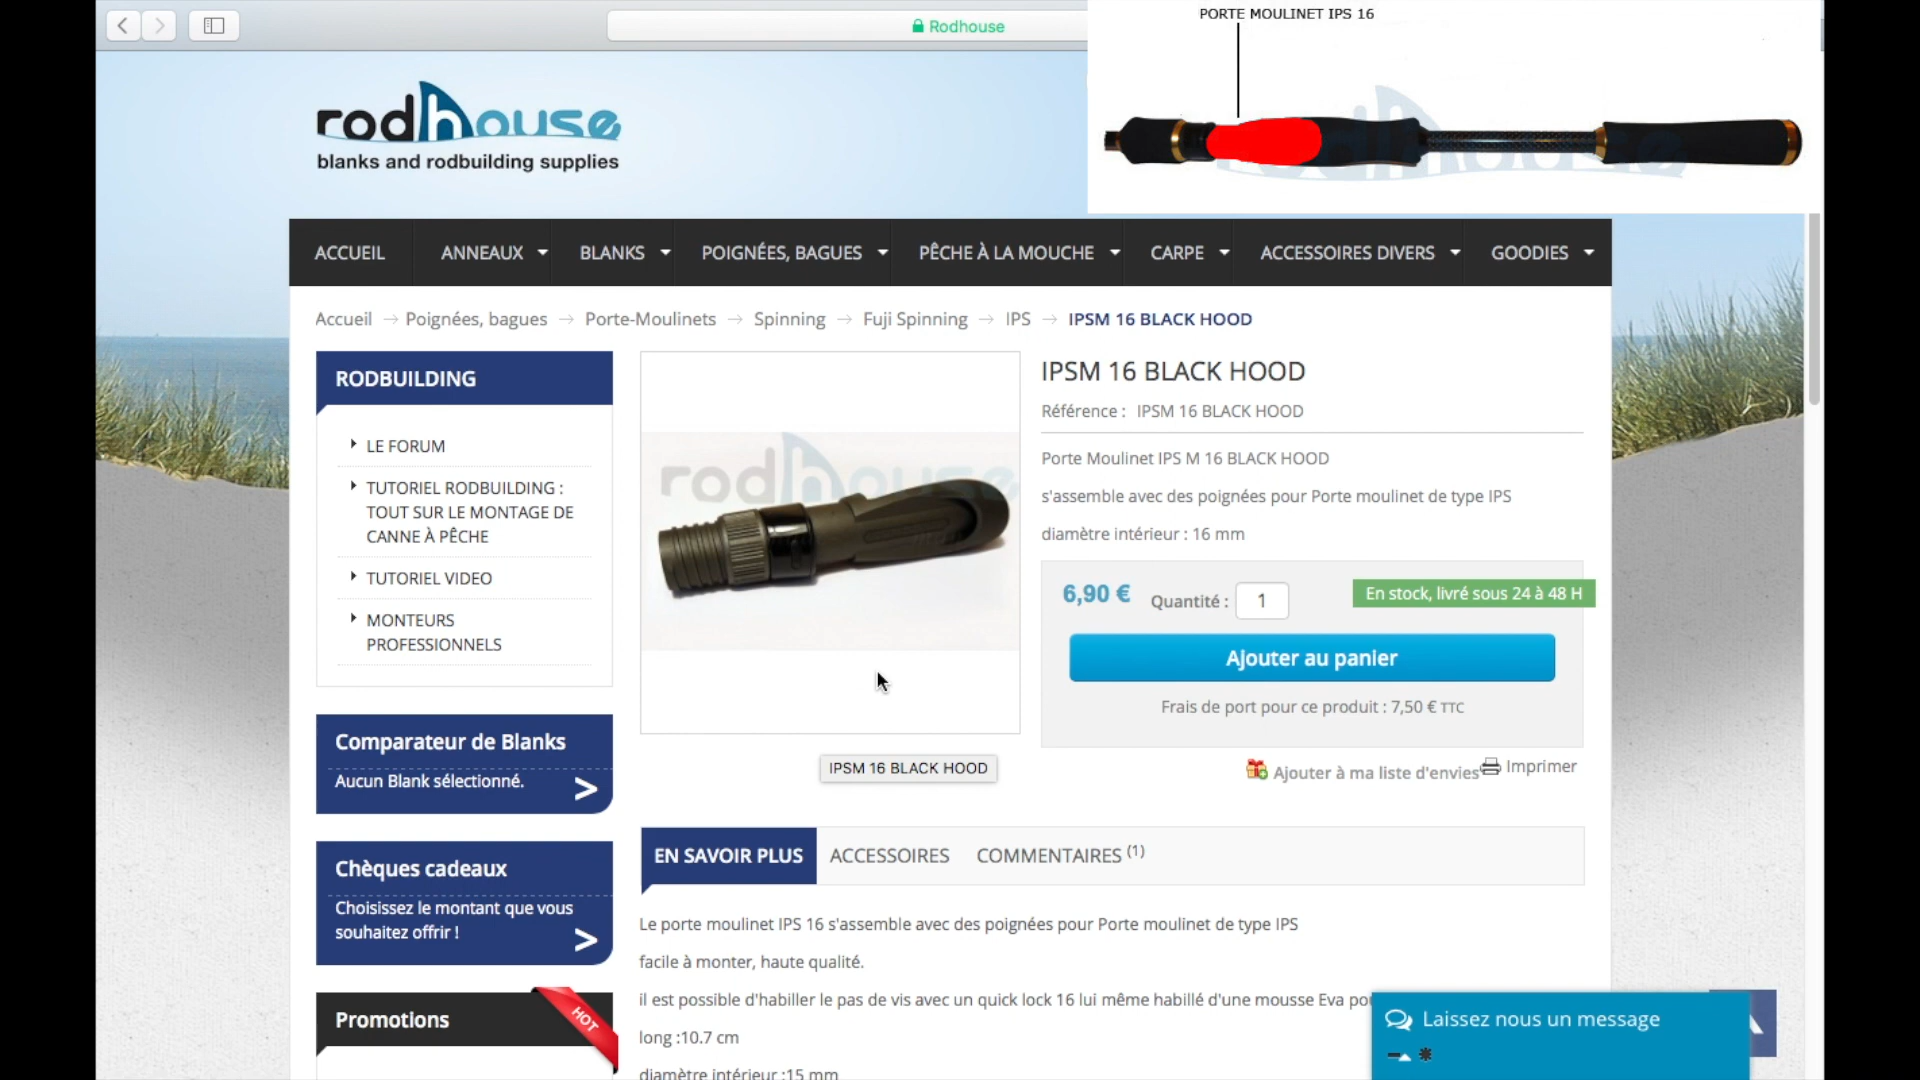 Rodhouse
PORTE MOULINET IPS 16
rodhouse
blanks and rodbuilding supplies
rodhouse
ACCUEIL ANNEAUX BLANKS POIGNÉES, BAGUES PÊCHE À LA MOUCHE CARPE ACCESSOIRES DIVERS GOODIES
Accueil → Poignées, bagues → Porte-Moulinets → Spinning → Fuji Spinning → IPS → IPSM 16 BLACK HOOD
RODBUILDING
LE FORUM
TUTORIEL RODBUILDING :
TOUT SUR LE MONTAGE DE
CANNE À PÊCHE
TUTORIEL VIDEO
MONTEURS
PROFESSIONNELS
Comparateur de Blanks
Aucun Blank sélectionné.
>
Chèques cadeaux
Choisissez le montant que vous
souhaitez offrir !
>
Promotions
HOT
rodhouse
IPSM 16 BLACK HOOD
IPSM 16 BLACK HOOD
Référence : IPSM 16 BLACK HOOD
Porte Moulinet IPS M 16 BLACK HOOD
s'assemble avec des poignées pour Porte moulinet de type IPS
diamètre intérieur : 16 mm
6,90 € Quantité : 1
En stock, livré sous 24 à 48 H
Ajouter au panier
Frais de port pour ce produit : 7,50 € TTC
Ajouter à ma liste d'envies Imprimer
EN SAVOIR PLUS ACCESSOIRES COMMENTAIRES (1)
Le porte moulinet IPS 16 s'assemble avec des poignées pour Porte moulinet de type IPS
facile à monter, haute qualité.
il est possible d'habiller le pas de vis avec un quick lock 16 lui même habillé d'une mousse Eva
long :10.7 cm
diamètre intérieur :15 mm
Laissez nous un message